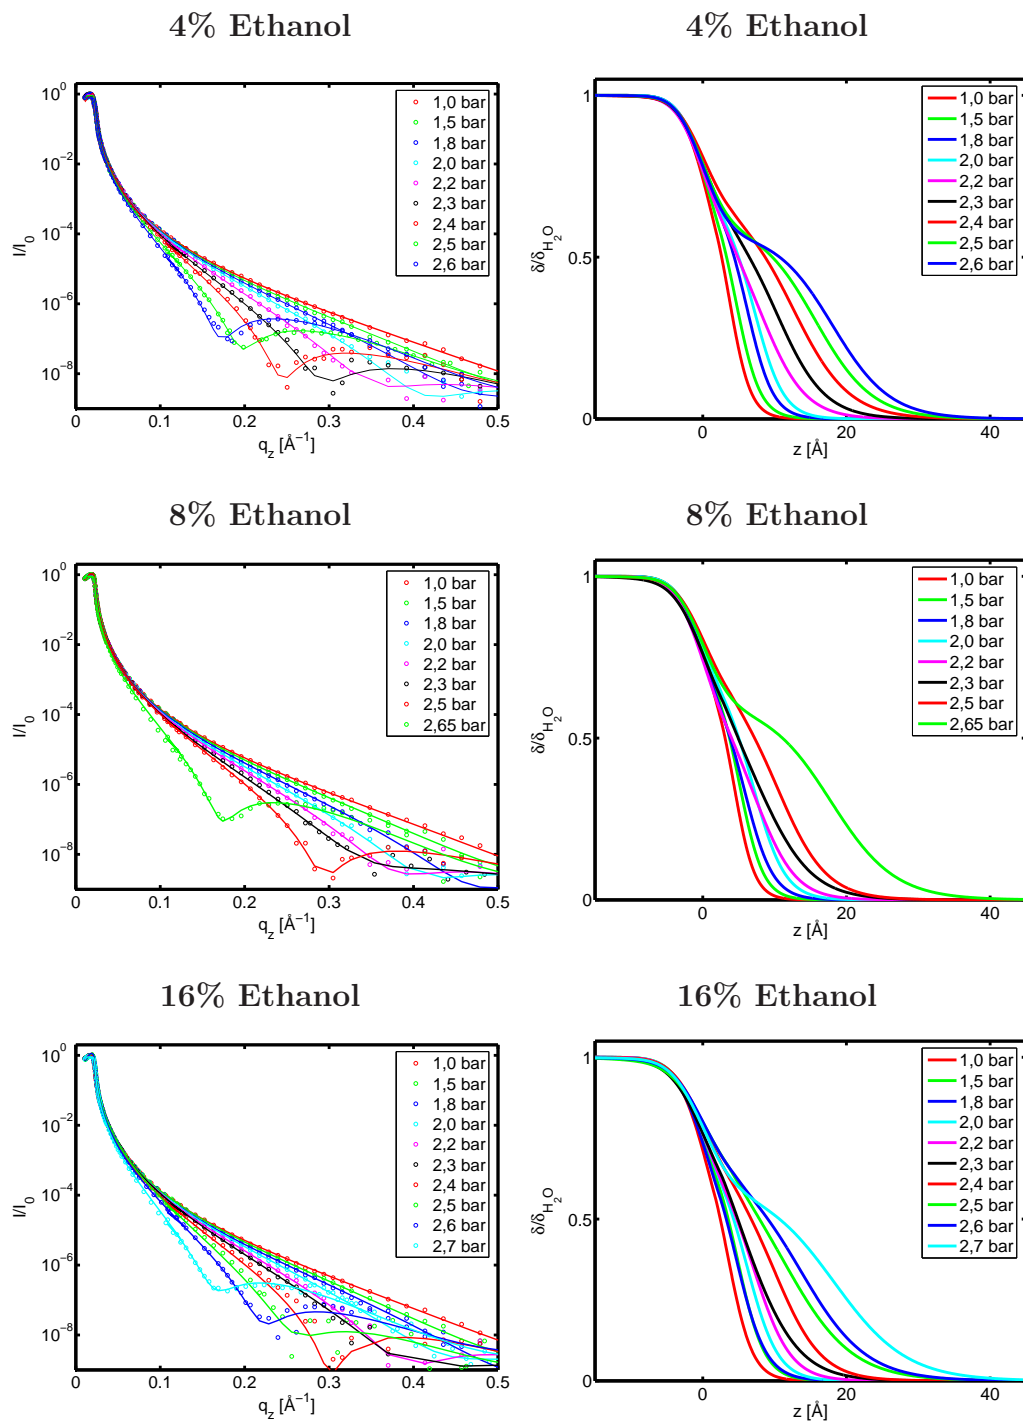 4% Ethanol
4% Ethanol
10^0
10^-2
10^-4
10^-6
10^-8
I/I_0
0
0.1
0.2
0.3
0.4
0.5
q_z [Å^-1]
1,0 bar
1,5 bar
1,8 bar
2,0 bar
2,2 bar
2,3 bar
2,4 bar
2,5 bar
2,6 bar
1
0.5
0
δ/δ_H_2O
0
20
40
z [Å]
1,0 bar
1,5 bar
1,8 bar
2,0 bar
2,2 bar
2,3 bar
2,4 bar
2,5 bar
2,6 bar
8% Ethanol
8% Ethanol
10^0
10^-2
10^-4
10^-6
10^-8
I/I_0
0
0.1
0.2
0.3
0.4
0.5
q_z [Å^-1]
1,0 bar
1,5 bar
1,8 bar
2,0 bar
2,2 bar
2,3 bar
2,5 bar
2,65 bar
1
0.5
0
δ/δ_H_2O
0
20
40
z [Å]
1,0 bar
1,5 bar
1,8 bar
2,0 bar
2,2 bar
2,3 bar
2,5 bar
2,65 bar
16% Ethanol
16% Ethanol
10^0
10^-2
10^-4
10^-6
10^-8
I/I_0
0
0.1
0.2
0.3
0.4
0.5
q_z [Å^-1]
1,0 bar
1,5 bar
1,8 bar
2,0 bar
2,2 bar
2,3 bar
2,4 bar
2,5 bar
2,6 bar
2,7 bar
1
0.5
0
δ/δ_H_2O
0
20
40
z [Å]
1,0 bar
1,5 bar
1,8 bar
2,0 bar
2,2 bar
2,3 bar
2,4 bar
2,5 bar
2,6 bar
2,7 bar